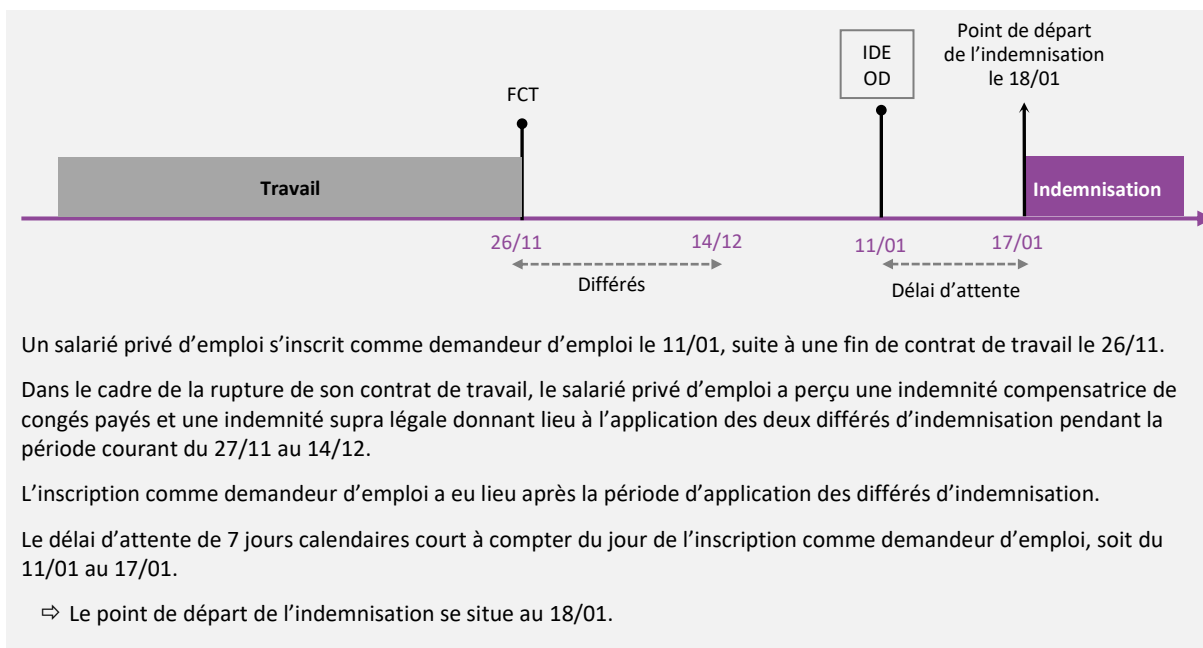 Point de départ
de l’indemnisation
le 18/01
IDE
OD
FCT
Travail
Indemnisation
26/11
14/12
11/01
17/01
Différés
Délai d’attente
Un salarié privé d’emploi s’inscrit comme demandeur d’emploi le 11/01, suite à une fin de contrat de travail le 26/11.
Dans le cadre de la rupture de son contrat de travail, le salarié privé d’emploi a perçu une indemnité compensatrice de
congés payés et une indemnité supra légale donnant lieu à l’application des deux différés d’indemnisation pendant la
période courant du 27/11 au 14/12.
L’inscription comme demandeur d’emploi a eu lieu après la période d’application des différés d’indemnisation.
Le délai d’attente de 7 jours calendaires court à compter du jour de l’inscription comme demandeur d’emploi, soit du
11/01 au 17/01.
⇨ Le point de départ de l’indemnisation se situe au 18/01.